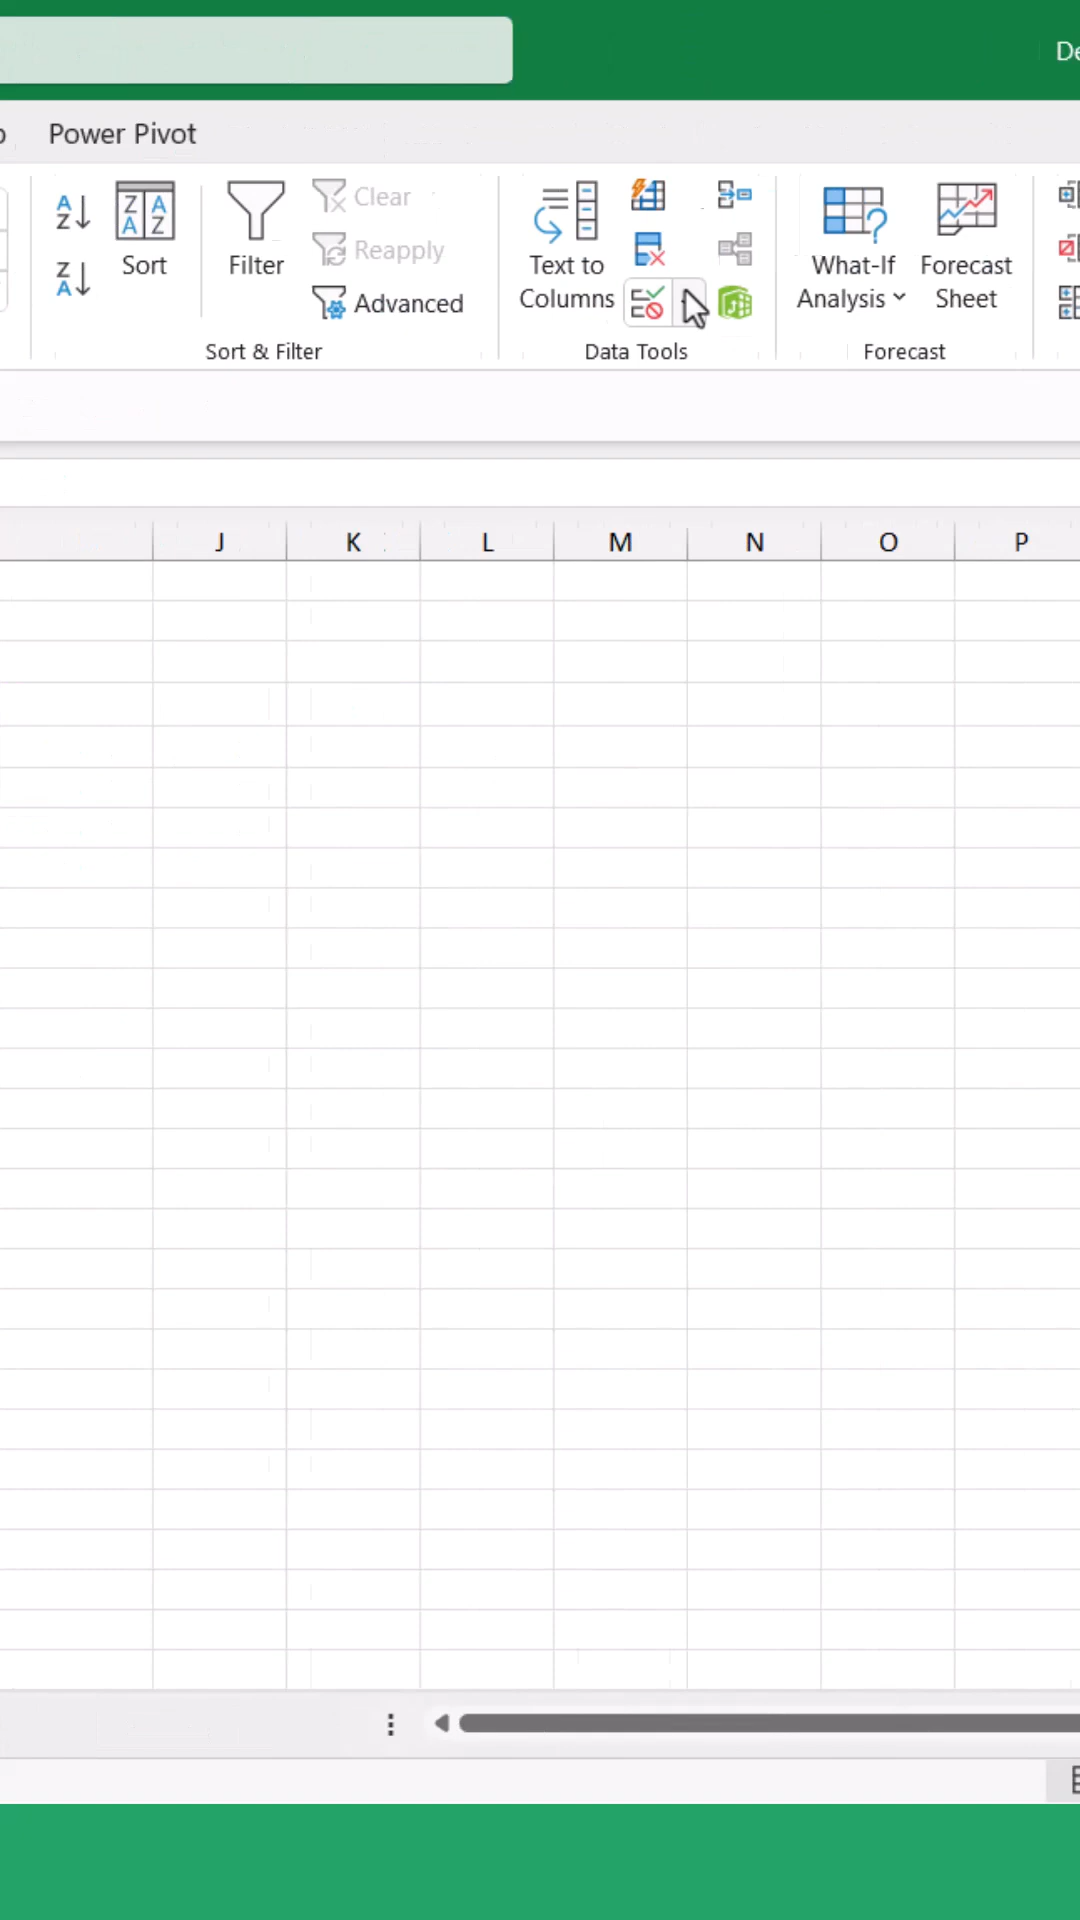 De
Power Pivot
Clear
Sort
Filter
Reapply
Advanced
Text to
Columns
What-If
Analysis
Forecast
Sheet
Sort & Filter
Data Tools
Forecast
J K L M N O P